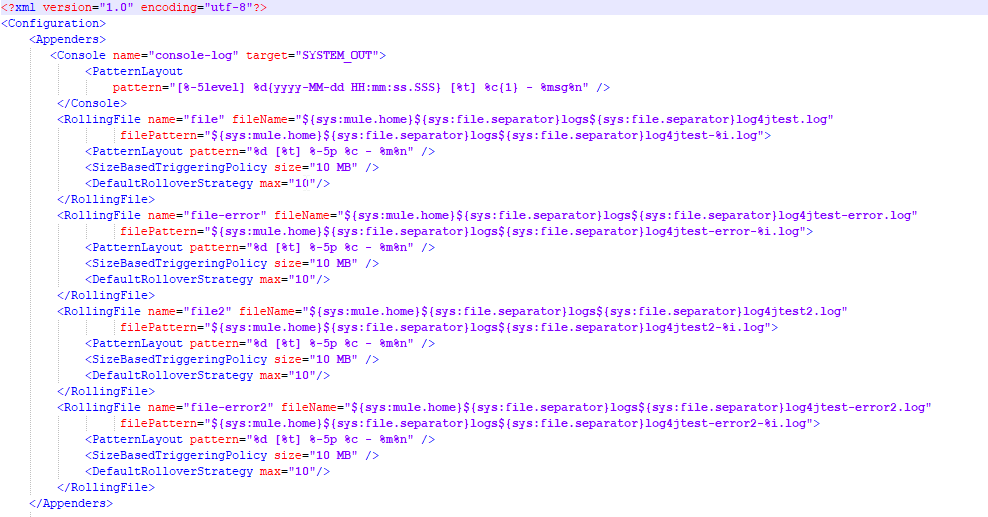 <?xml version="1.0" encoding="utf-8"?>
<Configuration>
<Appenders>
<Console name="console-log" target="SYSTEM_OUT">
<PatternLayout
pattern="[%-5level] %d{yyyy-MM-dd HH:mm:ss.SSS} [%t] %c{1} - %msg%n" />
</Console>
<RollingFile name="file" fileName="${sys:mule.home}${sys:file.separator}logs${sys:file.separator}log4jtest.log"
filePattern="${sys:mule.home}${sys:file.separator}logs${sys:file.separator}log4jtest-%i.log">
<PatternLayout pattern="%d [%t] %-5p %c - %m%n" />
<SizeBasedTriggeringPolicy size="10 MB" />
<DefaultRolloverStrategy max="10"/>
</RollingFile>
<RollingFile name="file-error" fileName="${sys:mule.home}${sys:file.separator}logs${sys:file.separator}log4jtest-error.log"
filePattern="${sys:mule.home}${sys:file.separator}logs${sys:file.separator}log4jtest-error-%i.log">
<PatternLayout pattern="%d [%t] %-5p %c - %m%n" />
<SizeBasedTriggeringPolicy size="10 MB" />
<DefaultRolloverStrategy max="10"/>
</RollingFile>
<RollingFile name="file2" fileName="${sys:mule.home}${sys:file.separator}logs${sys:file.separator}log4jtest2.log"
filePattern="${sys:mule.home}${sys:file.separator}logs${sys:file.separator}log4jtest2-%i.log">
<PatternLayout pattern="%d [%t] %-5p %c - %m%n" />
<SizeBasedTriggeringPolicy size="10 MB" />
<DefaultRolloverStrategy max="10"/>
</RollingFile>
<RollingFile name="file-error2" fileName="${sys:mule.home}${sys:file.separator}logs${sys:file.separator}log4jtest-error2.log"
filePattern="${sys:mule.home}${sys:file.separator}logs${sys:file.separator}log4jtest-error2-%i.log">
<PatternLayout pattern="%d [%t] %-5p %c - %m%n" />
<SizeBasedTriggeringPolicy size="10 MB" />
<DefaultRolloverStrategy max="10"/>
</RollingFile>
</Appenders>